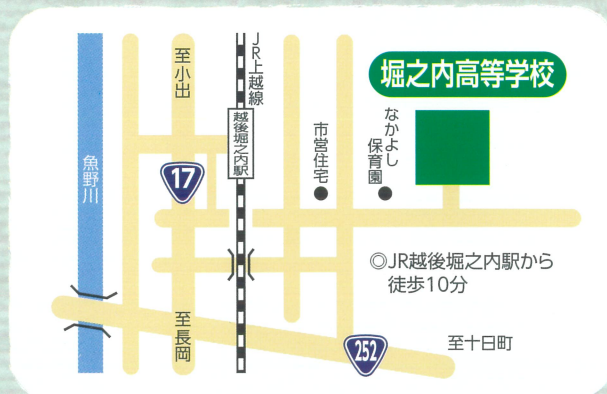 堀之内高等学校
JR上越線
至小出
越後堀之内駅
なかよし
保育園
市営住宅
魚野川
17
◎JR越後堀之内駅から
徒歩10分
至長岡
252
至十日町